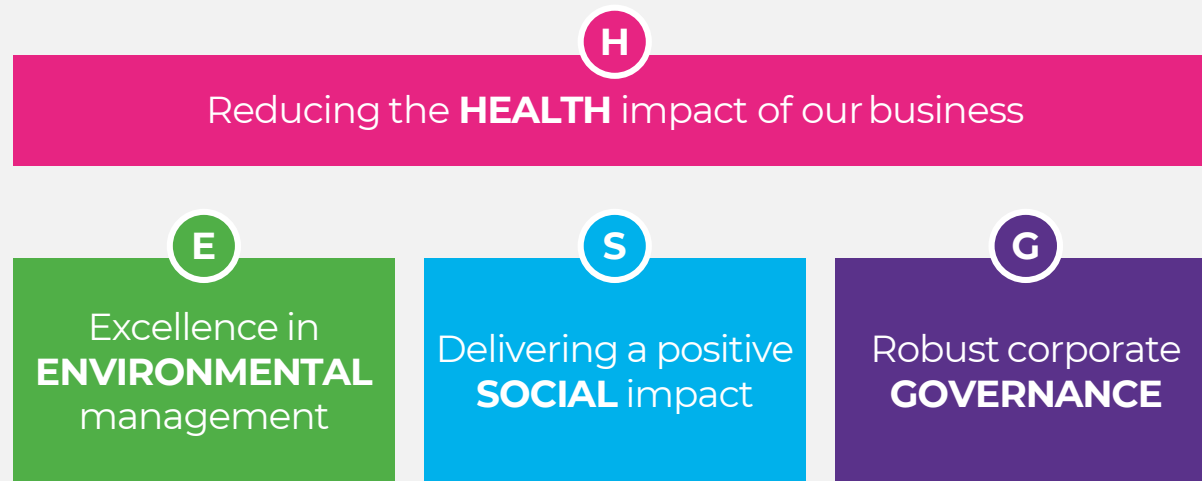 H
Reducing the HEALTH impact of our business
E
Excellence in
ENVIRONMENTAL
management
S
Delivering a positive
SOCIAL impact
G
Robust corporate
GOVERNANCE